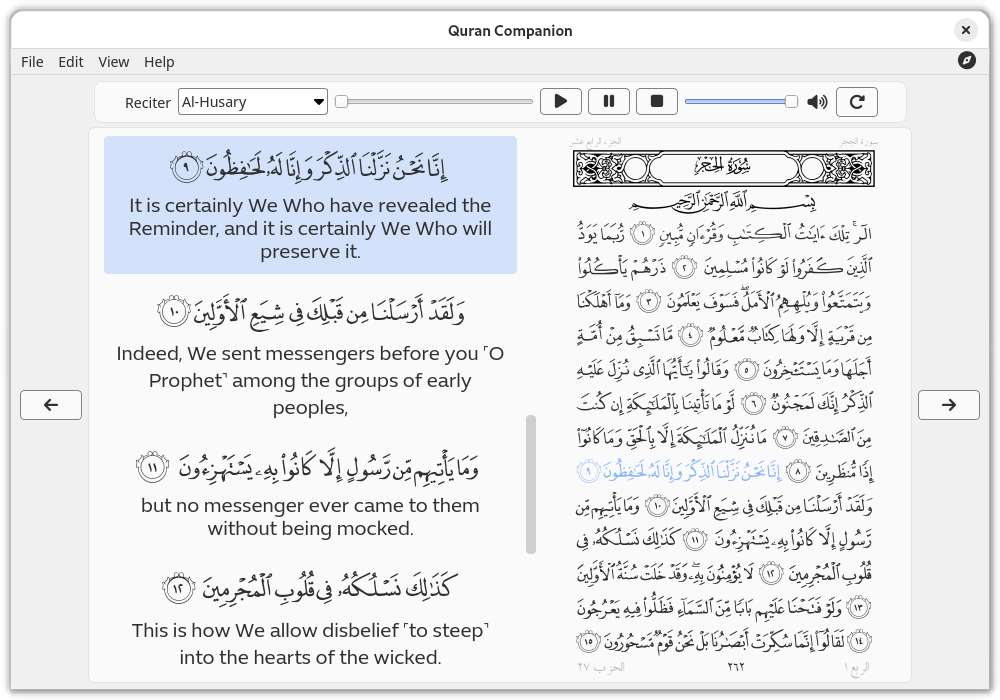 Quran Companion
File Edit View Help
Reciter Al-Husary
إِنَّا نَحْنُ نَزَّلْنَا ٱلذِّكْرَ وَإِنَّا لَهُۥ لَحَٰفِظُونَ ٩
It is certainly We Who have revealed the
Reminder, and it is certainly We Who will
preserve it.
وَلَقَدْ أَرْسَلْنَا مِن قَبْلِكَ فِى شِيَعِ ٱلْأَوَّلِينَ ١٠
Indeed, We sent messengers before you ˹O
Prophet˺ among the groups of early
peoples,
وَمَا يَأْتِيهِم مِّن رَّسُولٍ إِلَّا كَانُوا۟ بِهِۦ يَسْتَهْزِءُونَ ١١
but no messenger ever came to them
without being mocked.
كَذَٰلِكَ نَسْلُكُهُۥ فِى قُلُوبِ ٱلْمُجْرِمِينَ ١٢
This is how We allow disbelief ˹to steep˺
into the hearts of the wicked.
سورة الحجر الجزء الرابع عشر
سُورَةُ الحِجْرِ
بِسْمِ ٱللَّهِ ٱلرَّحْمَٰنِ ٱلرَّحِيمِ
الٓر ۚ تِلْكَ ءَايَٰتُ ٱلْكِتَٰبِ وَقُرْءَانٍ مُّبِينٍ ١ رُّبَمَا يَوَدُّ
ٱلَّذِينَ كَفَرُوا۟ لَوْ كَانُوا۟ مُسْلِمِينَ ٢ ذَرْهُمْ يَأْكُلُوا۟
وَيَتَمَتَّعُوا۟ وَيُلْهِهِمُ ٱلْأَمَلُ ۖ فَسَوْفَ يَعْلَمُونَ ٣ وَمَآ أَهْلَكْنَا
مِن قَرْيَةٍ إِلَّا وَلَهَا كِتَابٌ مَّعْلُومٌ ٤ مَّا تَسْبِقُ مِنْ أُمَّةٍ
أَجَلَهَا وَمَا يَسْتَـْٔخِرُونَ ٥ وَقَالُوا۟ يَٰٓأَيُّهَا ٱلَّذِى نُزِّلَ عَلَيْهِ
ٱلذِّكْرُ إِنَّكَ لَمَجْنُونٌ ٦ لَّوْ مَا تَأْتِينَا بِٱلْمَلَٰٓئِكَةِ إِن كُنتَ
مِنَ ٱلصَّٰدِقِينَ ٧ مَا نُنَزِّلُ ٱلْمَلَٰٓئِكَةَ إِلَّا بِٱلْحَقِّ وَمَا كَانُوٓا۟
إِذًا مُّنظَرِينَ ٨ إِنَّا نَحْنُ نَزَّلْنَا ٱلذِّكْرَ وَإِنَّا لَهُۥ لَحَٰفِظُونَ ٩
وَلَقَدْ أَرْسَلْنَا مِن قَبْلِكَ فِى شِيَعِ ٱلْأَوَّلِينَ ١٠ وَمَا يَأْتِيهِم مِّن
رَّسُولٍ إِلَّا كَانُوا۟ بِهِۦ يَسْتَهْزِءُونَ ١١ كَذَٰلِكَ نَسْلُكُهُۥ فِى
قُلُوبِ ٱلْمُجْرِمِينَ ١٢ لَا يُؤْمِنُونَ بِهِۦ ۖ وَقَدْ خَلَتْ سُنَّةُ ٱلْأَوَّلِينَ
١٣ وَلَوْ فَتَحْنَا عَلَيْهِم بَابًا مِّنَ ٱلسَّمَآءِ فَظَلُّوا۟ فِيهِ يَعْرُجُونَ
١٤ لَقَالُوٓا۟ إِنَّمَا سُكِّرَتْ أَبْصَٰرُنَا بَلْ نَحْنُ قَوْمٌ مَّسْحُورُونَ ١٥
الربع ١ ٢٦٢ الحزب ٢٧